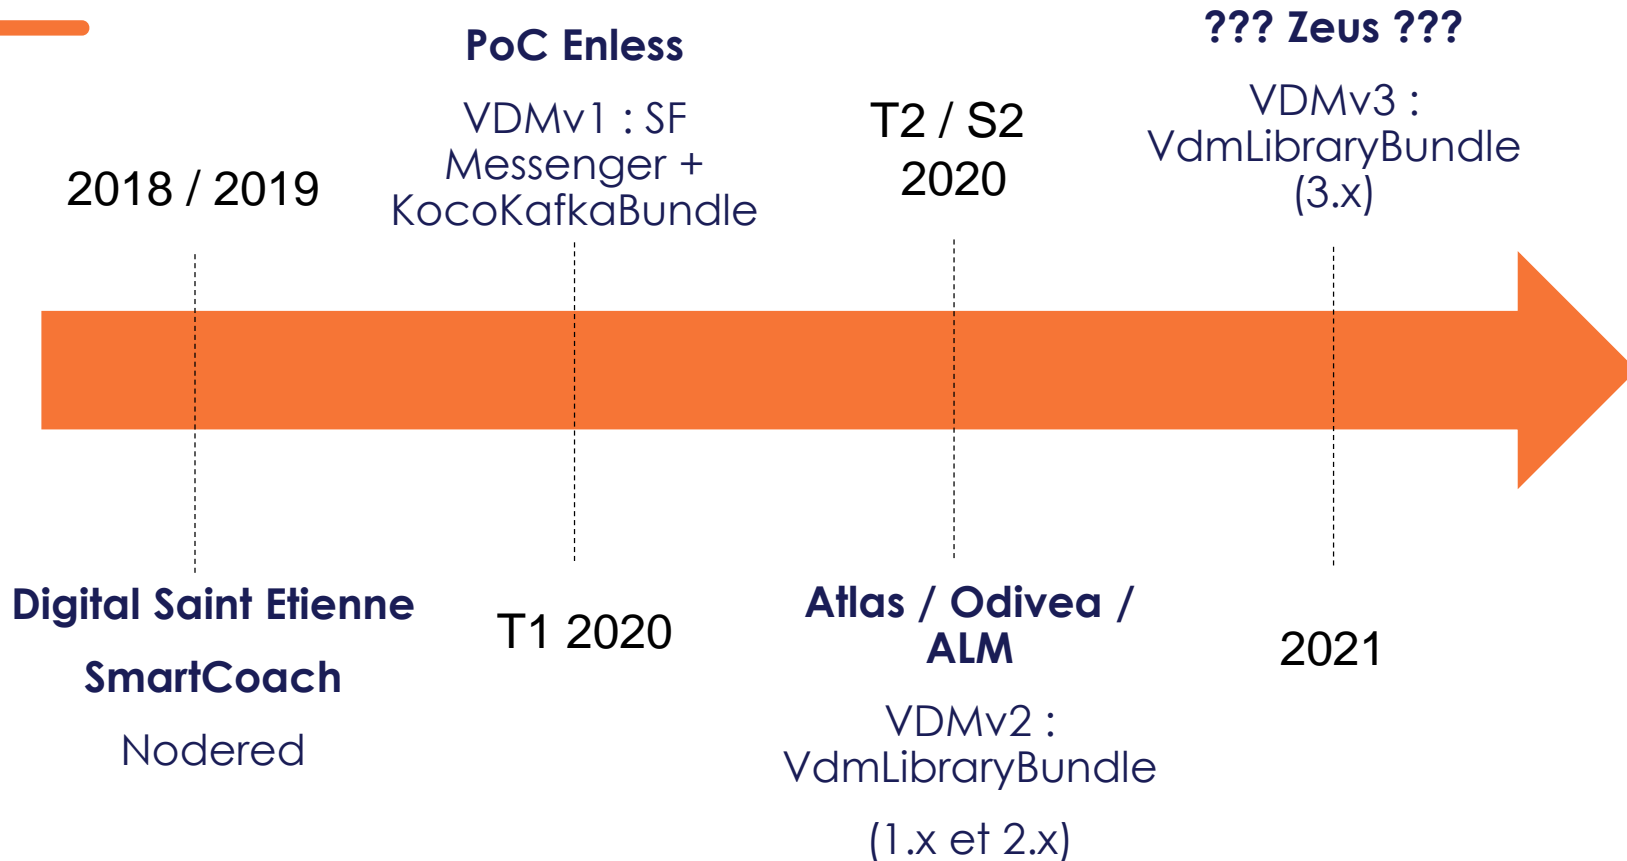 2018 / 2019
Digital Saint Etienne
SmartCoach
Nodered
PoC Enless
VDMv1 : SF
Messenger +
KocoKafkaBundle
T1 2020
T2 / S2
2020
Atlas / Odivea /
ALM
VDMv2 :
VdmLibraryBundle
(1.x et 2.x)
??? Zeus ???
VDMv3 :
VdmLibraryBundle
(3.x)
2021